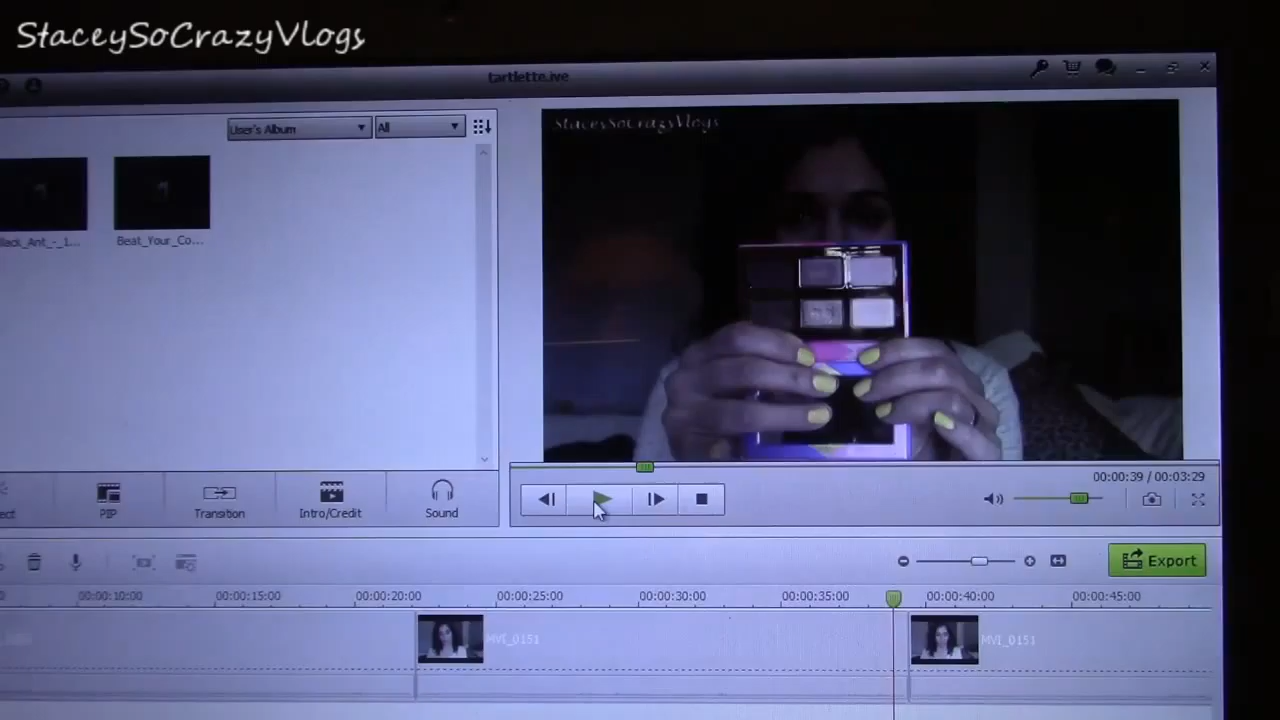 StaceySoCrazyVlogs
tartlette.ive
User's Album
All
StaceySoCrazyVlogs
Beat_Your_Co...
00:00:39 / 00:03:29
PIP
Transition
Intro/Credit
Sound
Export
00:00:10:00
00:00:15:00
00:00:20:00
00:00:25:00
00:00:30:00
00:00:35:00
00:00:40:00
00:00:45:00
MVI_0151
MVI_0151